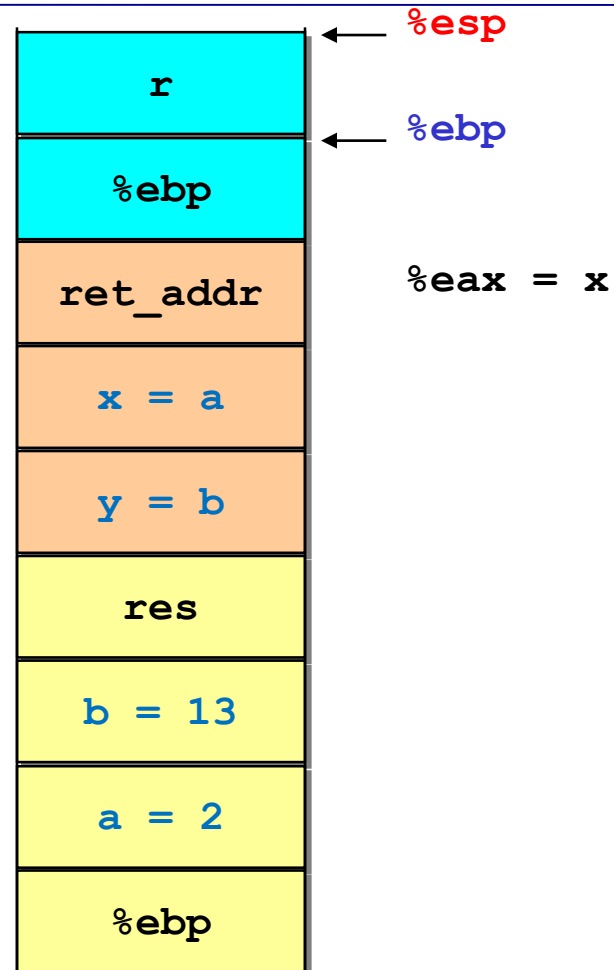 %esp
r
%ebp
%ebp
ret_addr
%eax = x
x = a
y = b
res
b = 13
a = 2
%ebp